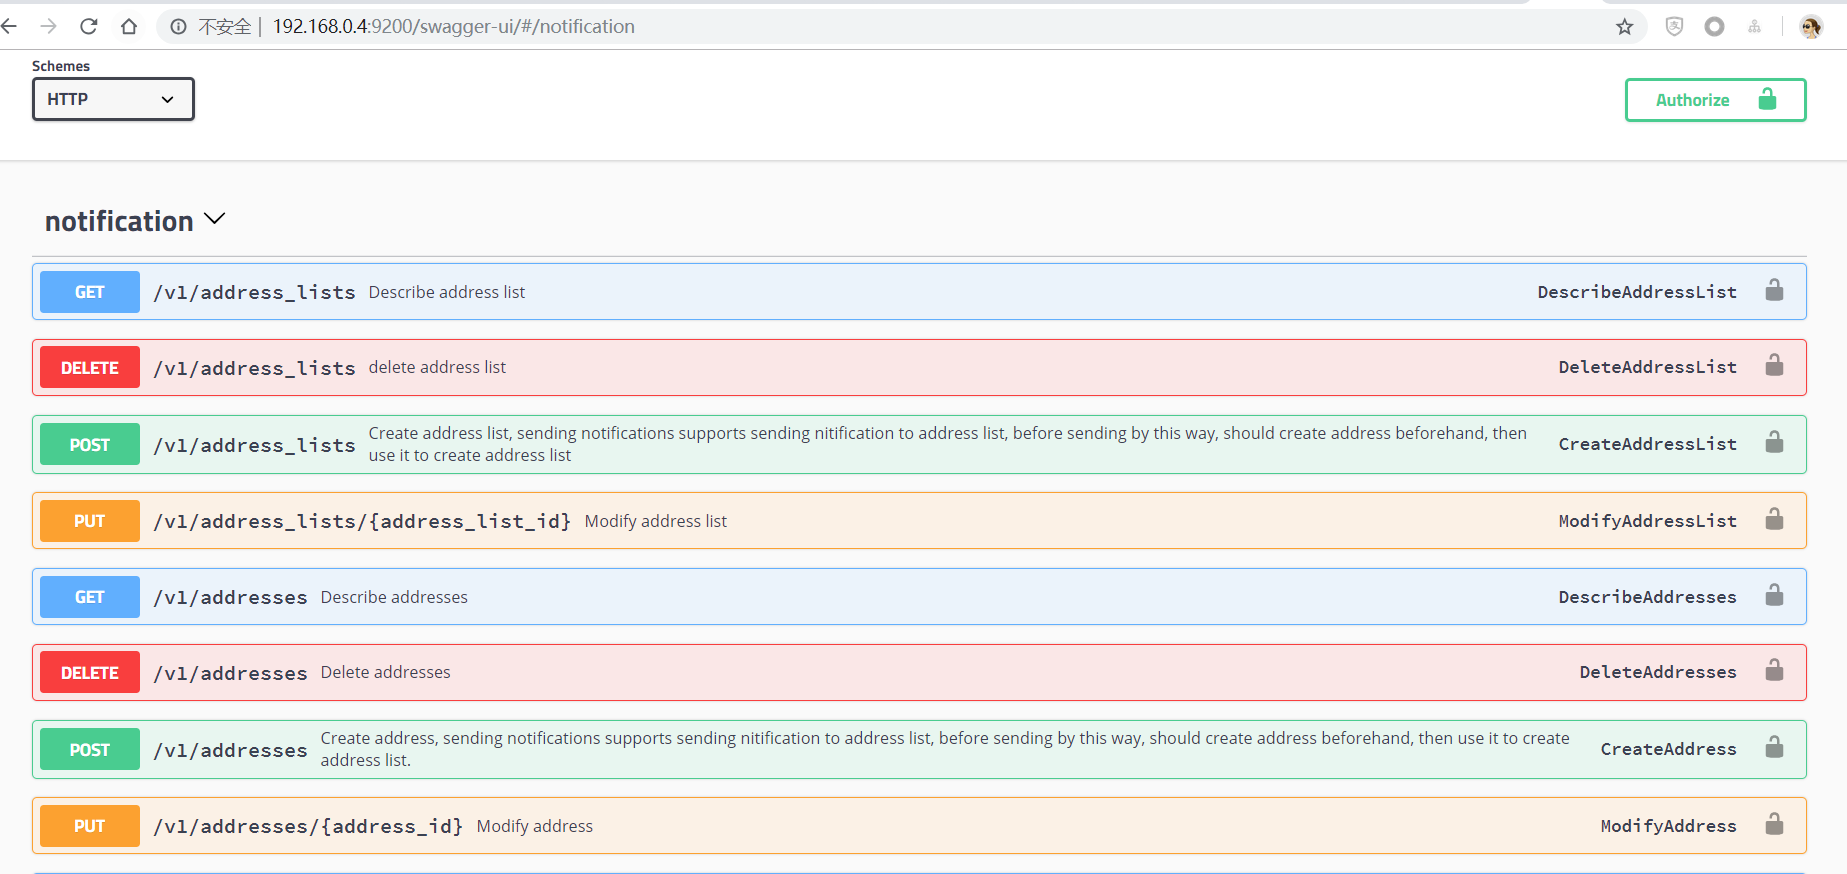 不安全 | 192.168.0.4:9200/swagger-ui/#/notification
Schemes
HTTP
Authorize
notification
GET /v1/address_lists Describe address list DescribeAddressList
DELETE /v1/address_lists delete address list DeleteAddressList
POST /v1/address_lists Create address list, sending notifications supports sending nitification to address list, before sending by this way, should create address beforehand, then
use it to create address list CreateAddressList
PUT /v1/address_lists/{address_list_id} Modify address list ModifyAddressList
GET /v1/addresses Describe addresses DescribeAddresses
DELETE /v1/addresses Delete addresses DeleteAddresses
POST /v1/addresses Create address, sending notifications supports sending nitification to address list, before sending by this way, should create address beforehand, then use it to create
address list. CreateAddress
PUT /v1/addresses/{address_id} Modify address ModifyAddress